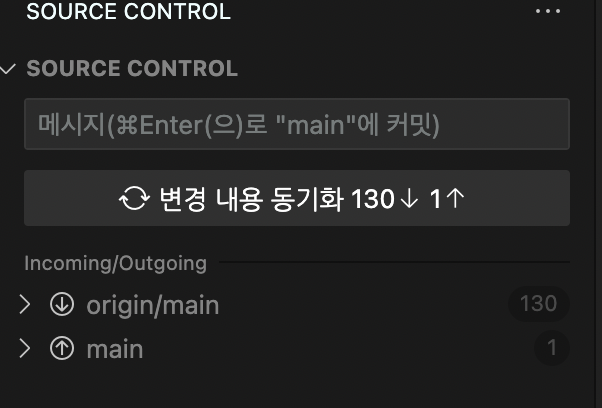 SOURCE CONTROL ···
SOURCE CONTROL
메시지(⌘Enter(으)로 "main"에 커밋)
변경 내용 동기화 130↓ 1↑
Incoming/Outgoing
origin/main 130
main 1